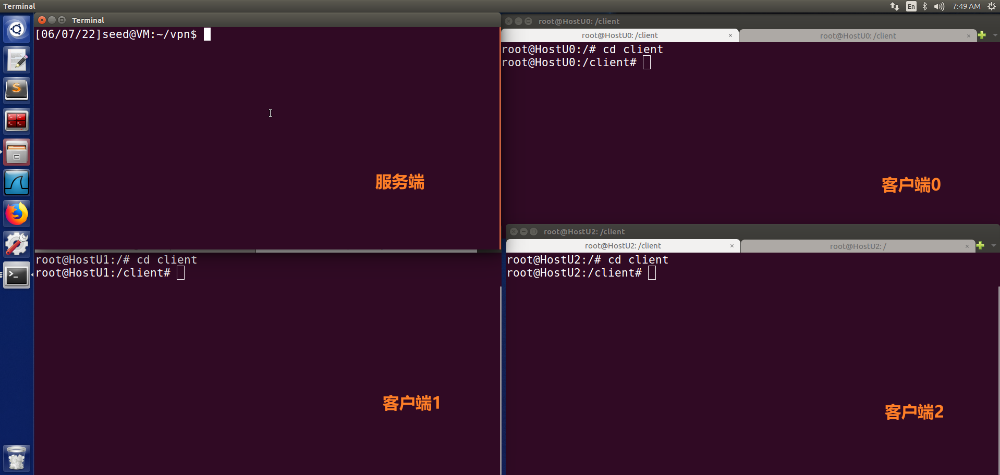 Terminal
En
7:49 AM
Terminal
[06/07/22]seed@VM:~/vpn$
服务端
root@HostU0: /client
root@HostU0: /client ×
root@HostU0: /client ×
root@HostU0:/# cd client
root@HostU0:/client#
客户端0
root@HostU1:/# cd client
root@HostU1:/client#
客户端1
root@HostU2: /client
root@HostU2: /client ×
root@HostU2: / ×
root@HostU2:/# cd client
root@HostU2:/client#
客户端2